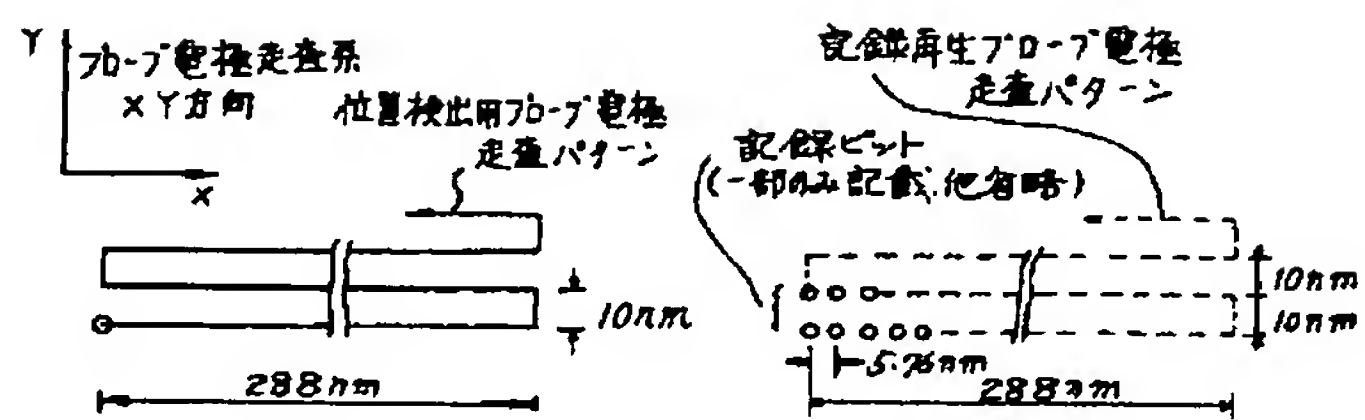 Y
プローブ電極走査系
XY方向
X
位置検出用プローブ電極
走査パターン
10nm
288nm
記録再生プローブ電極
走査パターン
記録ビット
(一部のみ記載、他省略)
10nm
10nm
5.76nm
288nm